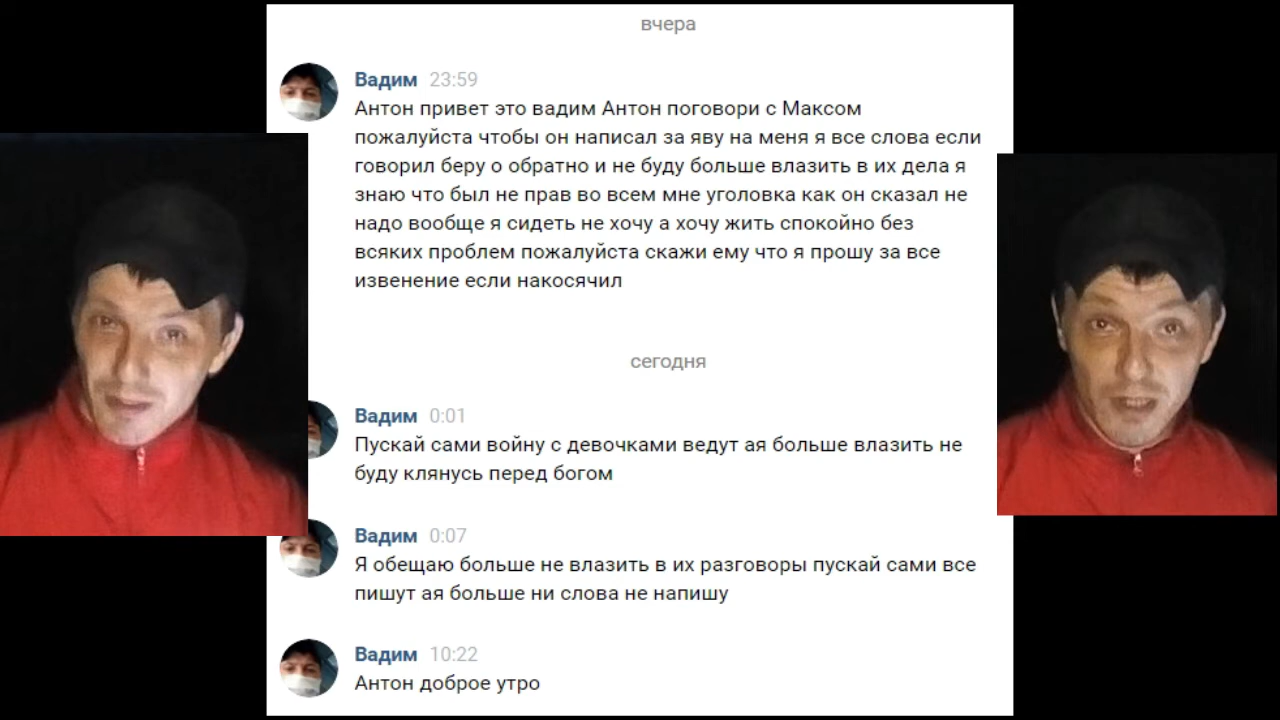 вчера
Вадим 23:59
Антон привет это вадим Антон поговори с Максом
пожалуйста чтобы он написал за яву на меня я все слова если
говорил беру о обратно и не буду больше влазить в их дела я
знаю что был не прав во всем мне уголовка как он сказал не
надо вообще я сидеть не хочу а хочу жить спокойно без
всяких проблем пожалуйста скажи ему что я прошу за все
извенение если накосячил
сегодня
Вадим 0:01
Пускай сами войну с девочками ведут ая больше влазить не
буду клянусь перед богом
Вадим 0:07
Я обещаю больше не влазить в их разговоры пускай сами все
пишут ая больше ни слова не напишу
Вадим 10:22
Антон доброе утро